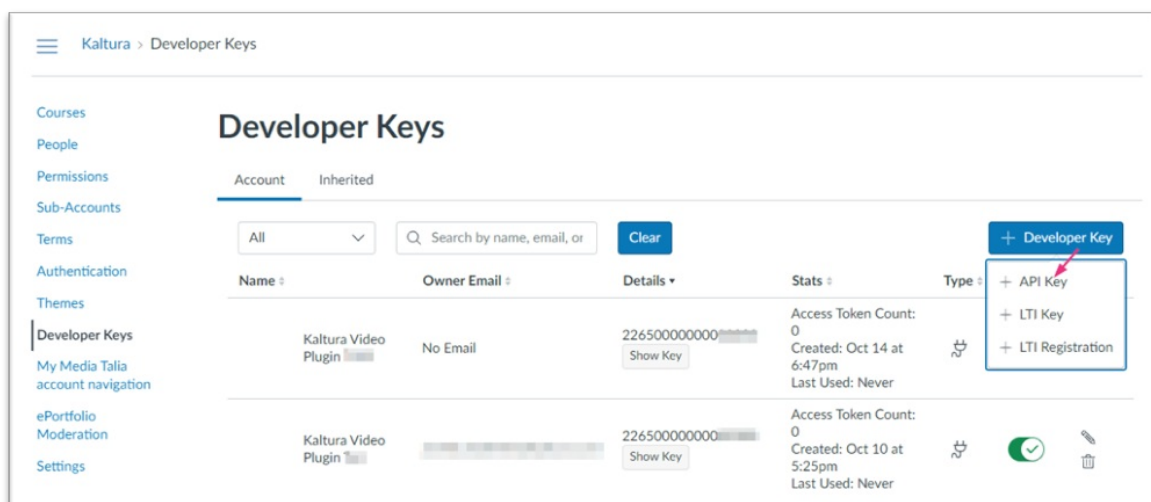 Kaltura > Developer Keys
Courses
People
Permissions
Sub-Accounts
Terms
Authentication
Themes
Developer Keys
My Media Talia
account navigation
ePortfolio
Moderation
Settings
Developer Keys
Account Inherited
All Search by name, email, or Clear + Developer Key
+ API Key
+ LTI Key
+ LTI Registration
Name Owner Email Details Stats Type
Kaltura Video
Plugin
No Email
226500000000
Show Key
Access Token Count:
0
Created: Oct 14 at
6:47pm
Last Used: Never
Kaltura Video
Plugin
226500000000
Show Key
Access Token Count:
0
Created: Oct 10 at
5:25pm
Last Used: Never